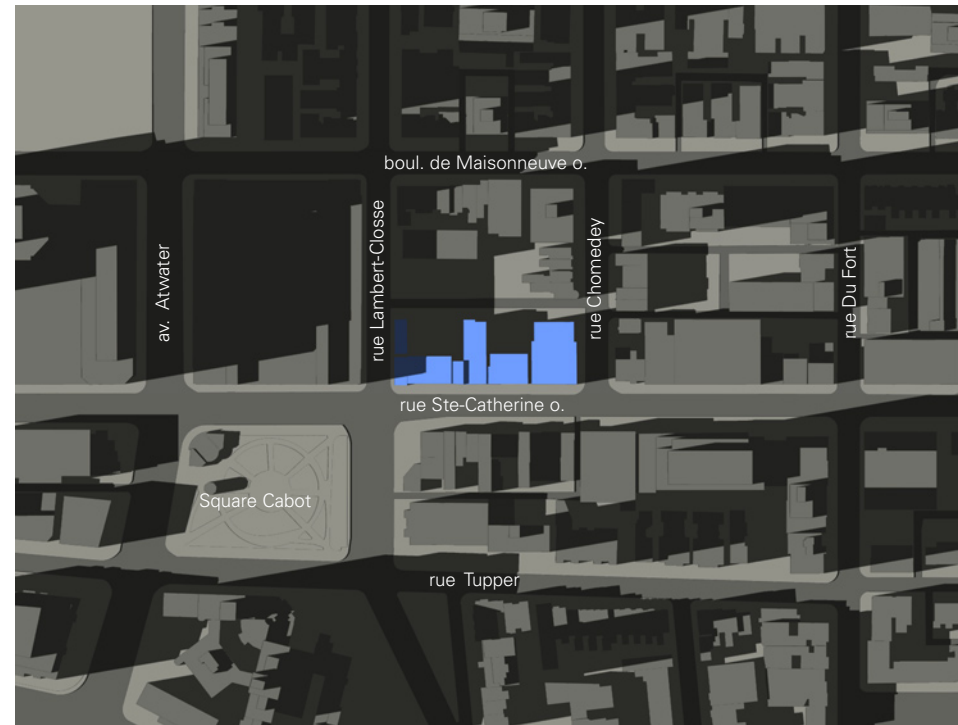 boul. de Maisonneuve o.
av. Atwater
rue Lambert-Closse
rue Chomedey
rue Du Fort
rue Ste-Catherine o.
Square Cabot
rue Tupper